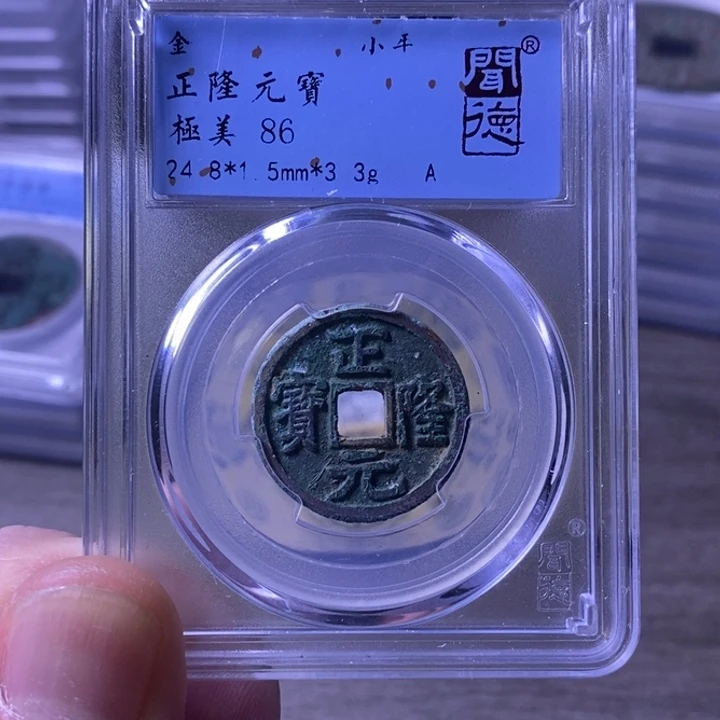 金 小平
正隆元寶
極美 86
24.8*1.5mm*3.3g A
聞德®
正隆元寶
聞德®